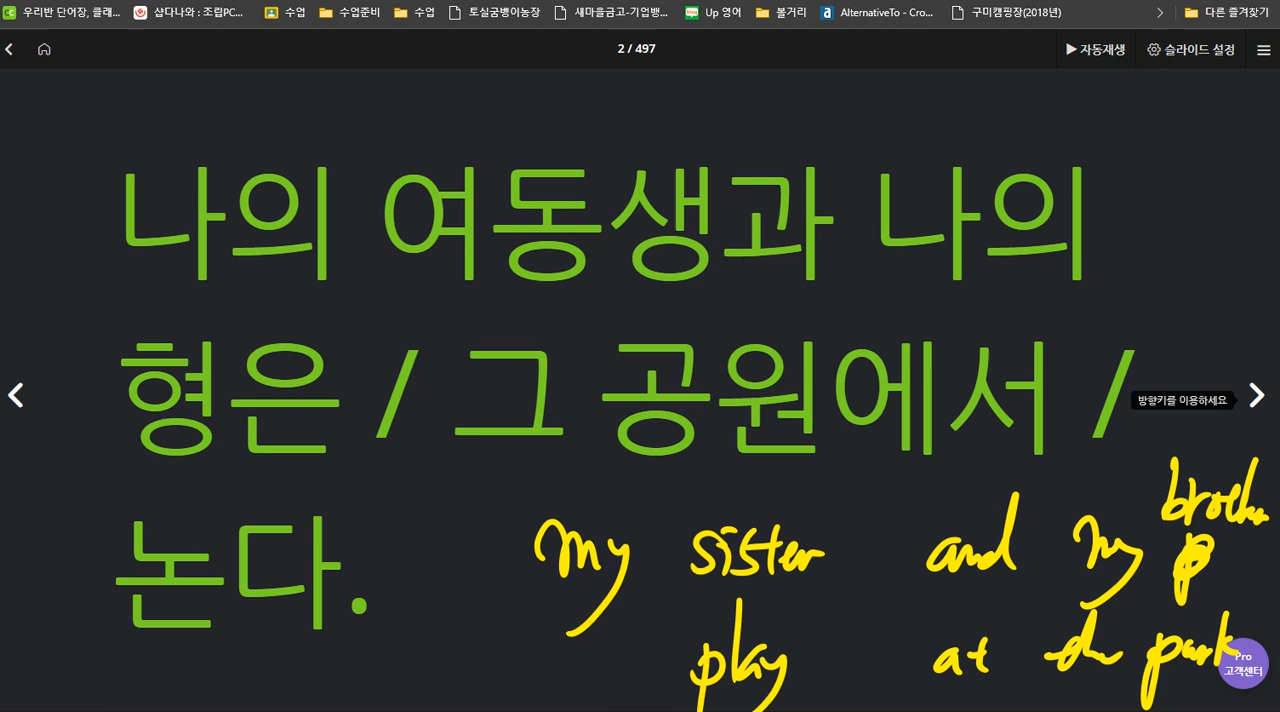 우리반 단어장, 클래... 샵다나와 : 조립PC... 수업 수업준비 수업 토실굼벵이농장 새마을금고-기업뱅... Up 영어 볼거리 AlternativeTo - Cro... 구미캠핑장(2018년) 다른 즐겨찾기
2 / 497 ▶ 자동재생 슬라이드 설정
나의 여동생과 나의
형은 / 그 공원에서 /
방향키를 이용하세요
논다.
brother
My sister and my
play at the park
Pro
고객센터